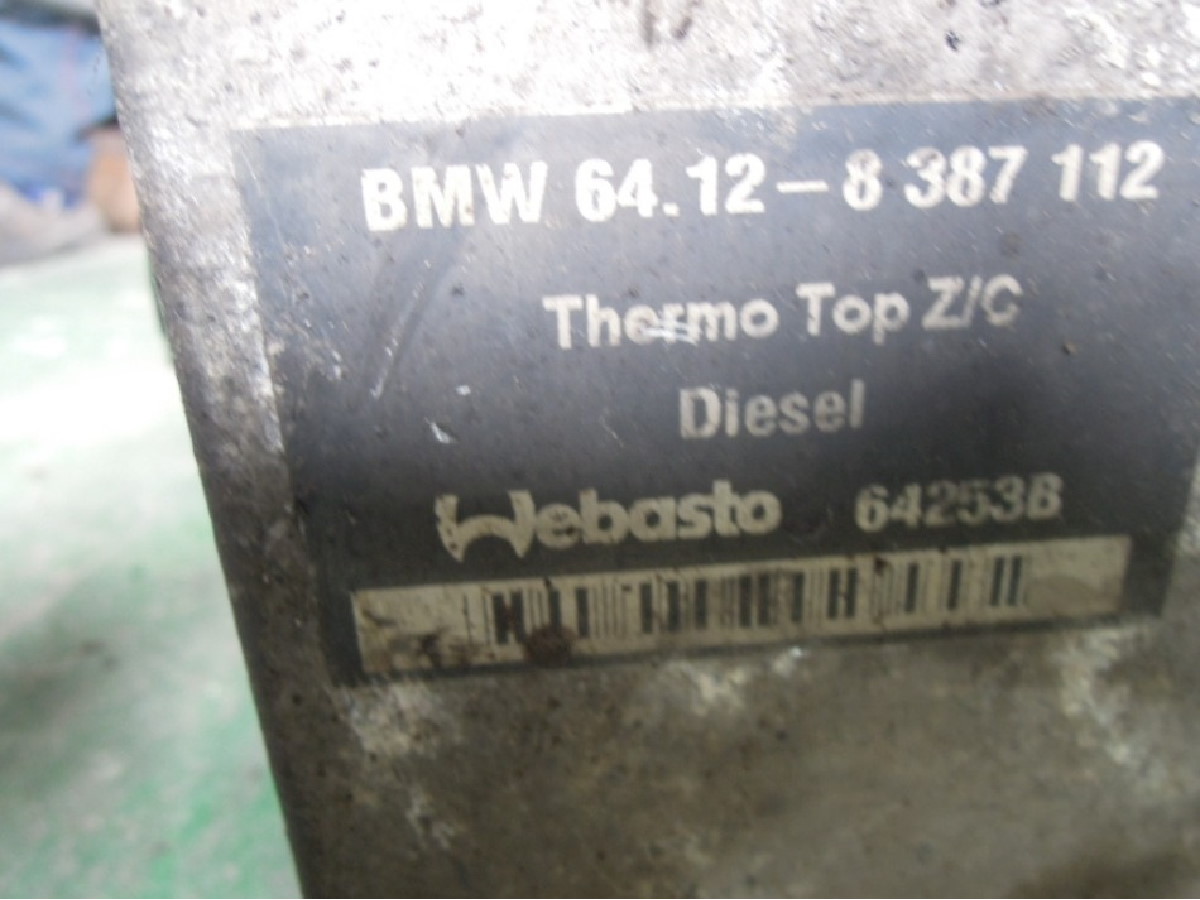 BMW 64.12-8 387 112
Thermo Top Z/C
Diesel
Webasto 64253B